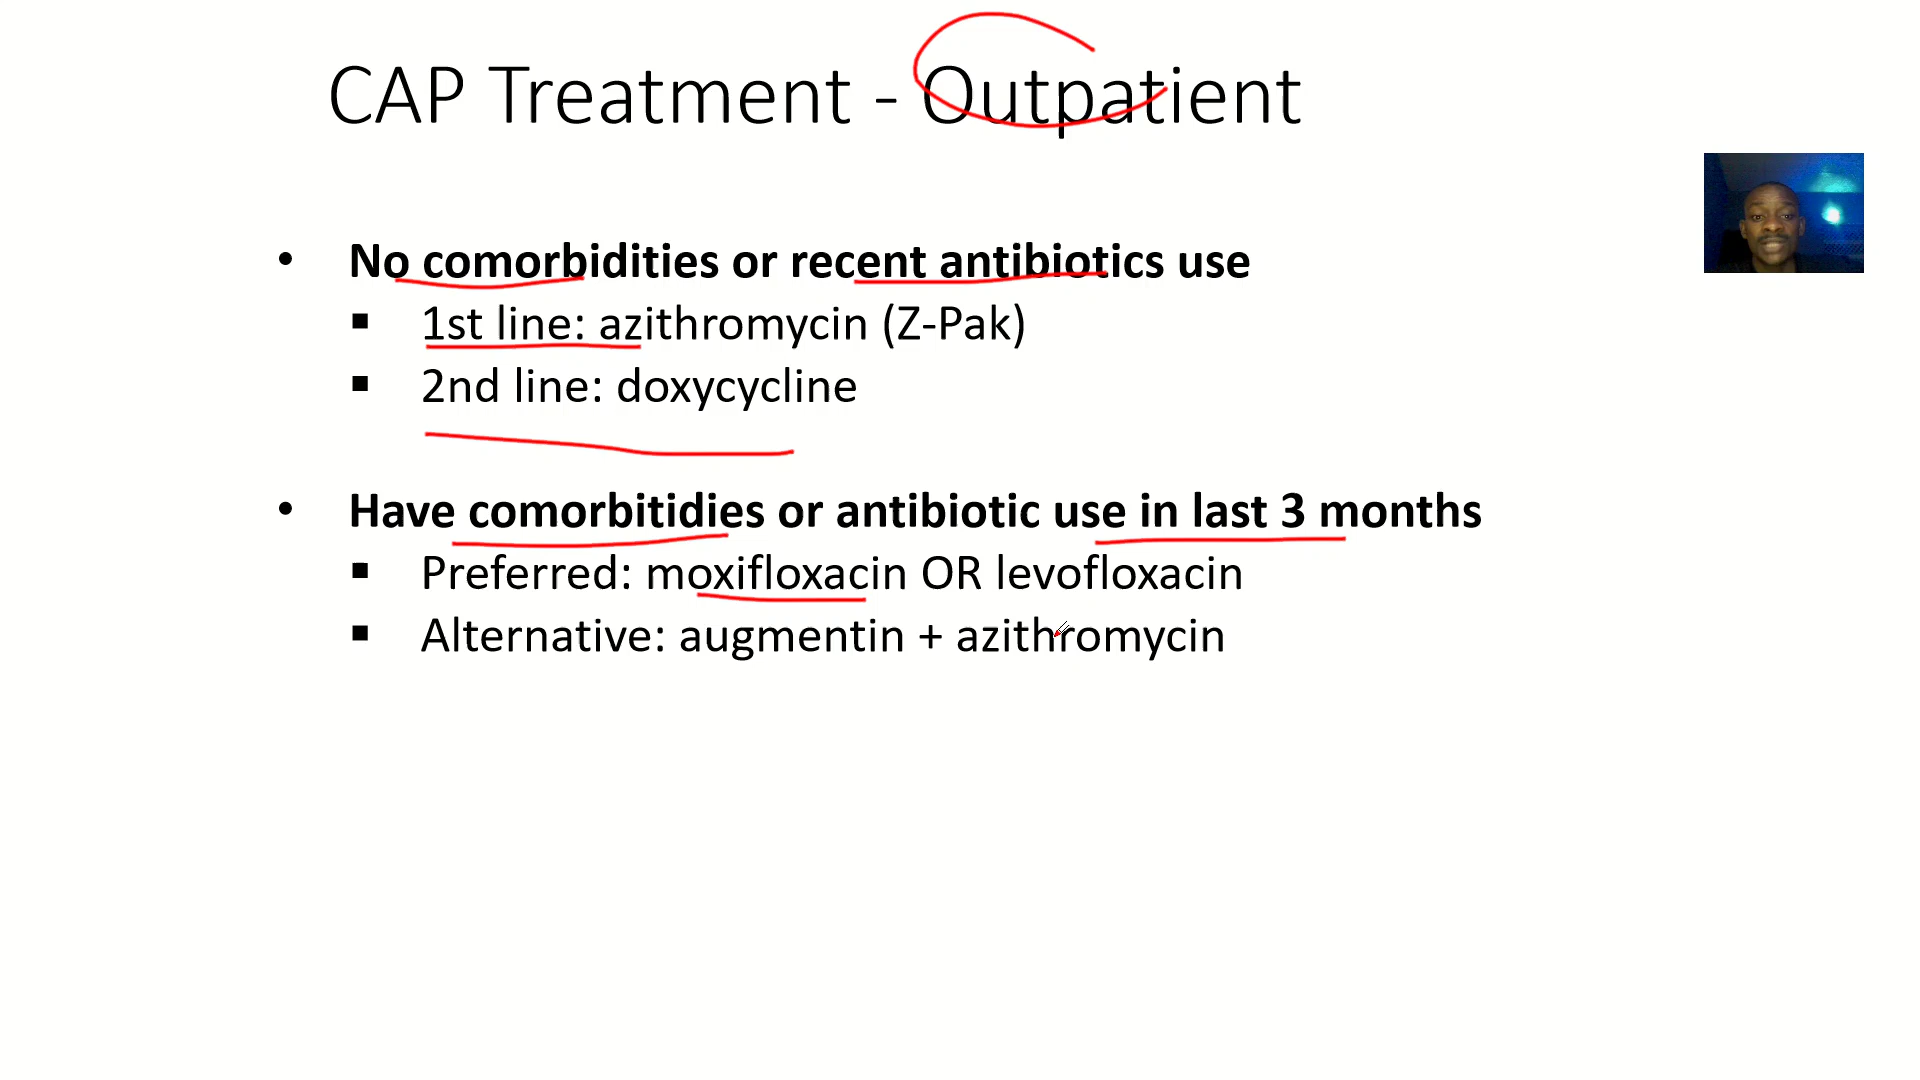 CAP Treatment - Outpatient
• No comorbidities or recent antibiotics use
▪ 1st line: azithromycin (Z-Pak)
▪ 2nd line: doxycycline
• Have comorbitidies or antibiotic use in last 3 months
▪ Preferred: moxifloxacin OR levofloxacin
▪ Alternative: augmentin + azithromycin